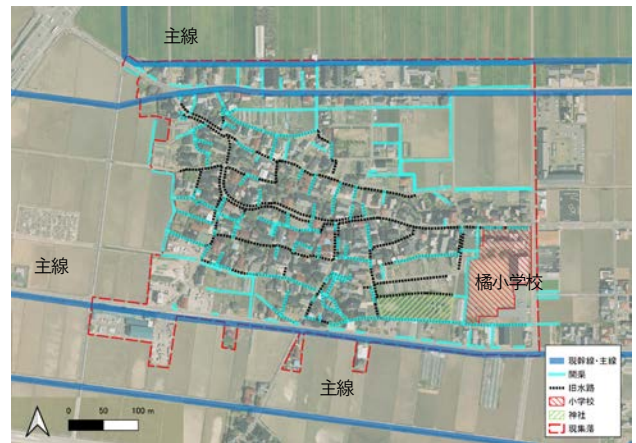 主線
主線
橘小学校
主線
0 50 100 m
現幹線・主線
開渠
旧水路
小学校
神社
現集落